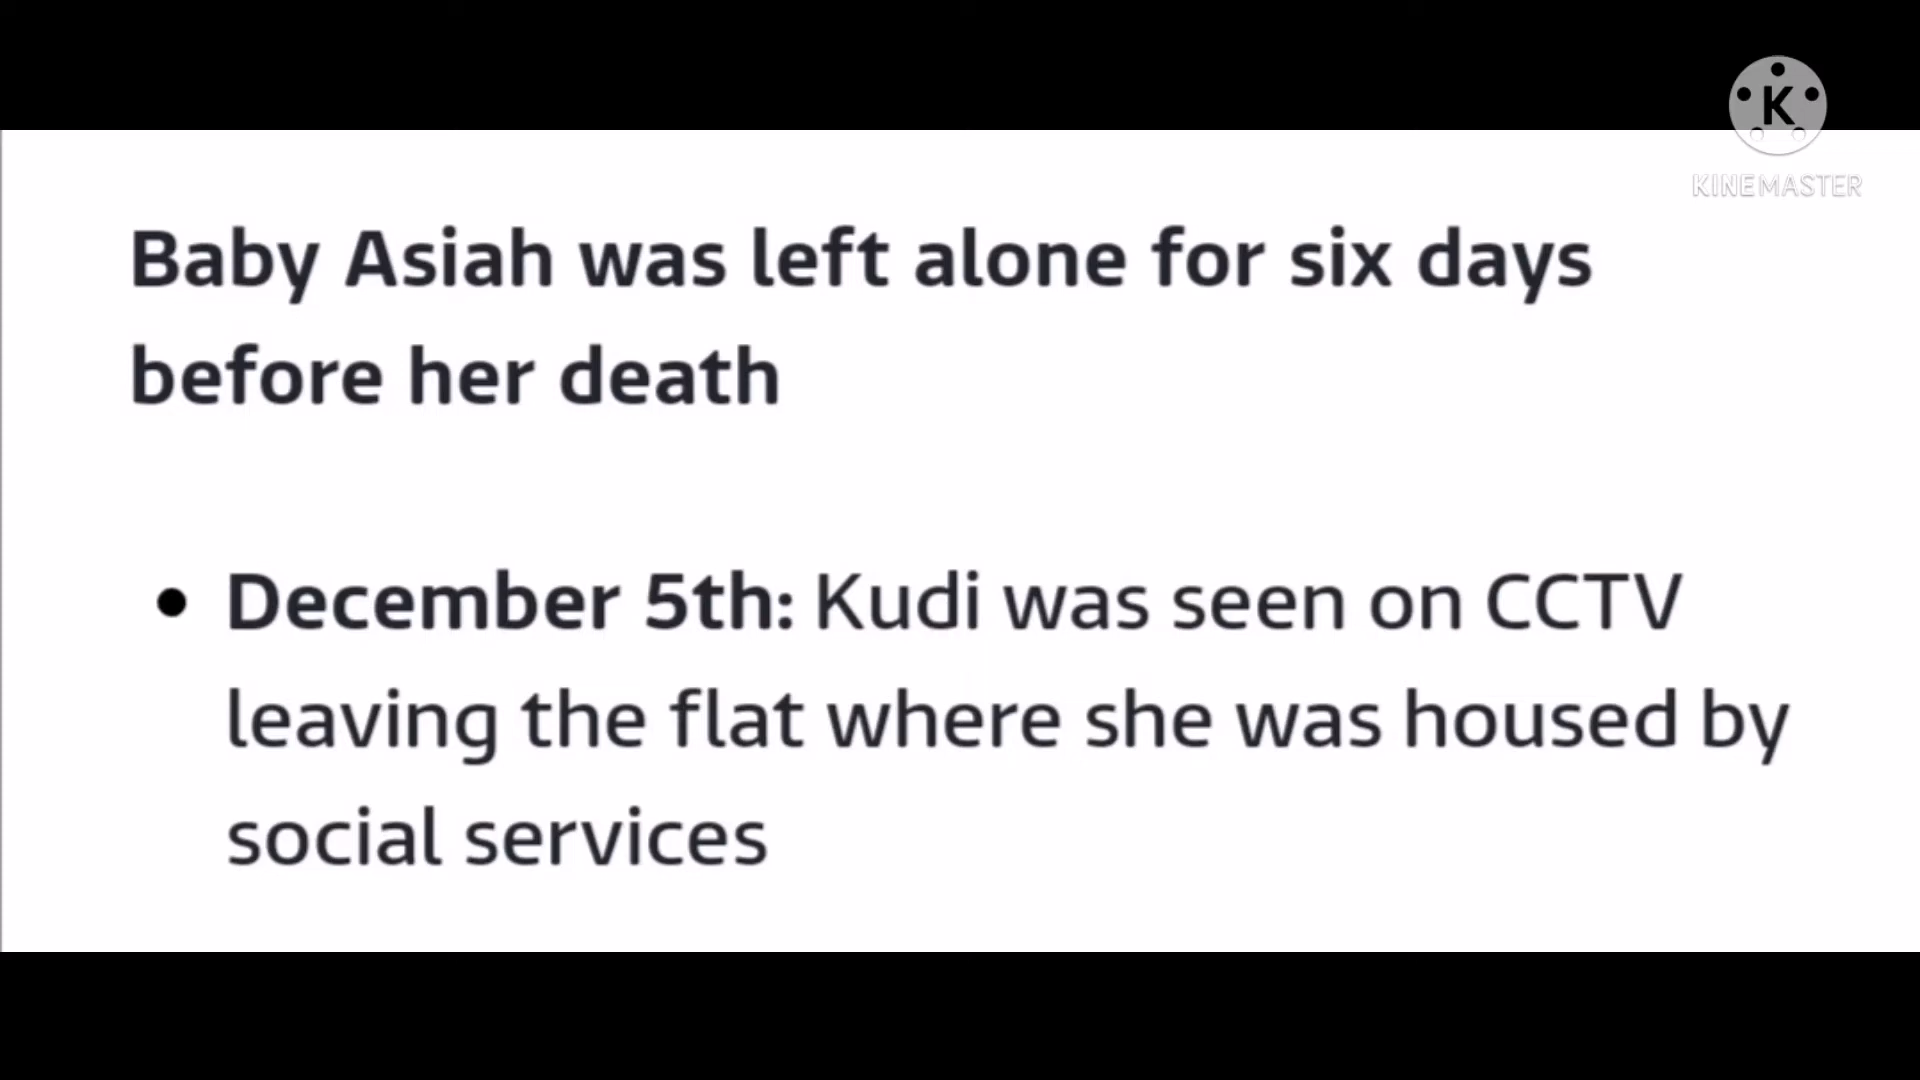 K
KINEMASTER
Baby Asiah was left alone for six days
before her death
• December 5th: Kudi was seen on CCTV
leaving the flat where she was housed by
social services